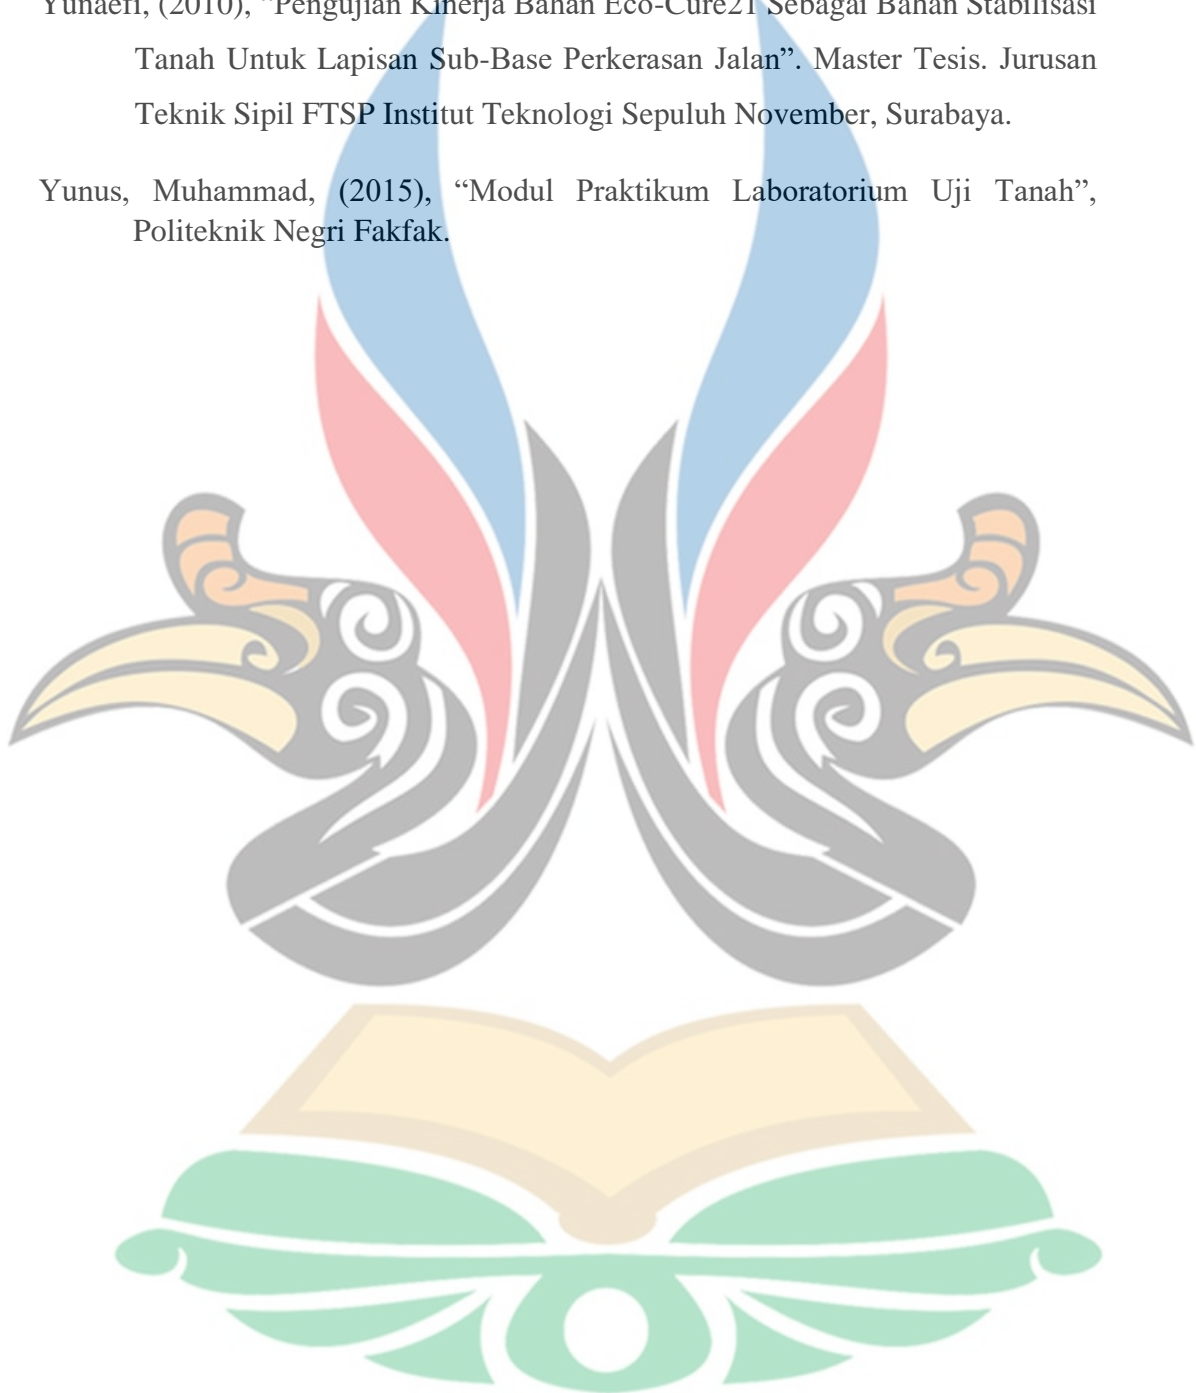 Yunaefi, (2010), “Pengujian Kinerja Bahan Eco-Cure21 Sebagai Bahan Stabilisasi
Tanah Untuk Lapisan Sub-Base Perkerasan Jalan”. Master Tesis. Jurusan
Teknik Sipil FTSP Institut Teknologi Sepuluh November, Surabaya.
Yunus, Muhammad, (2015), “Modul Praktikum Laboratorium Uji Tanah”,
Politeknik Negri Fakfak.